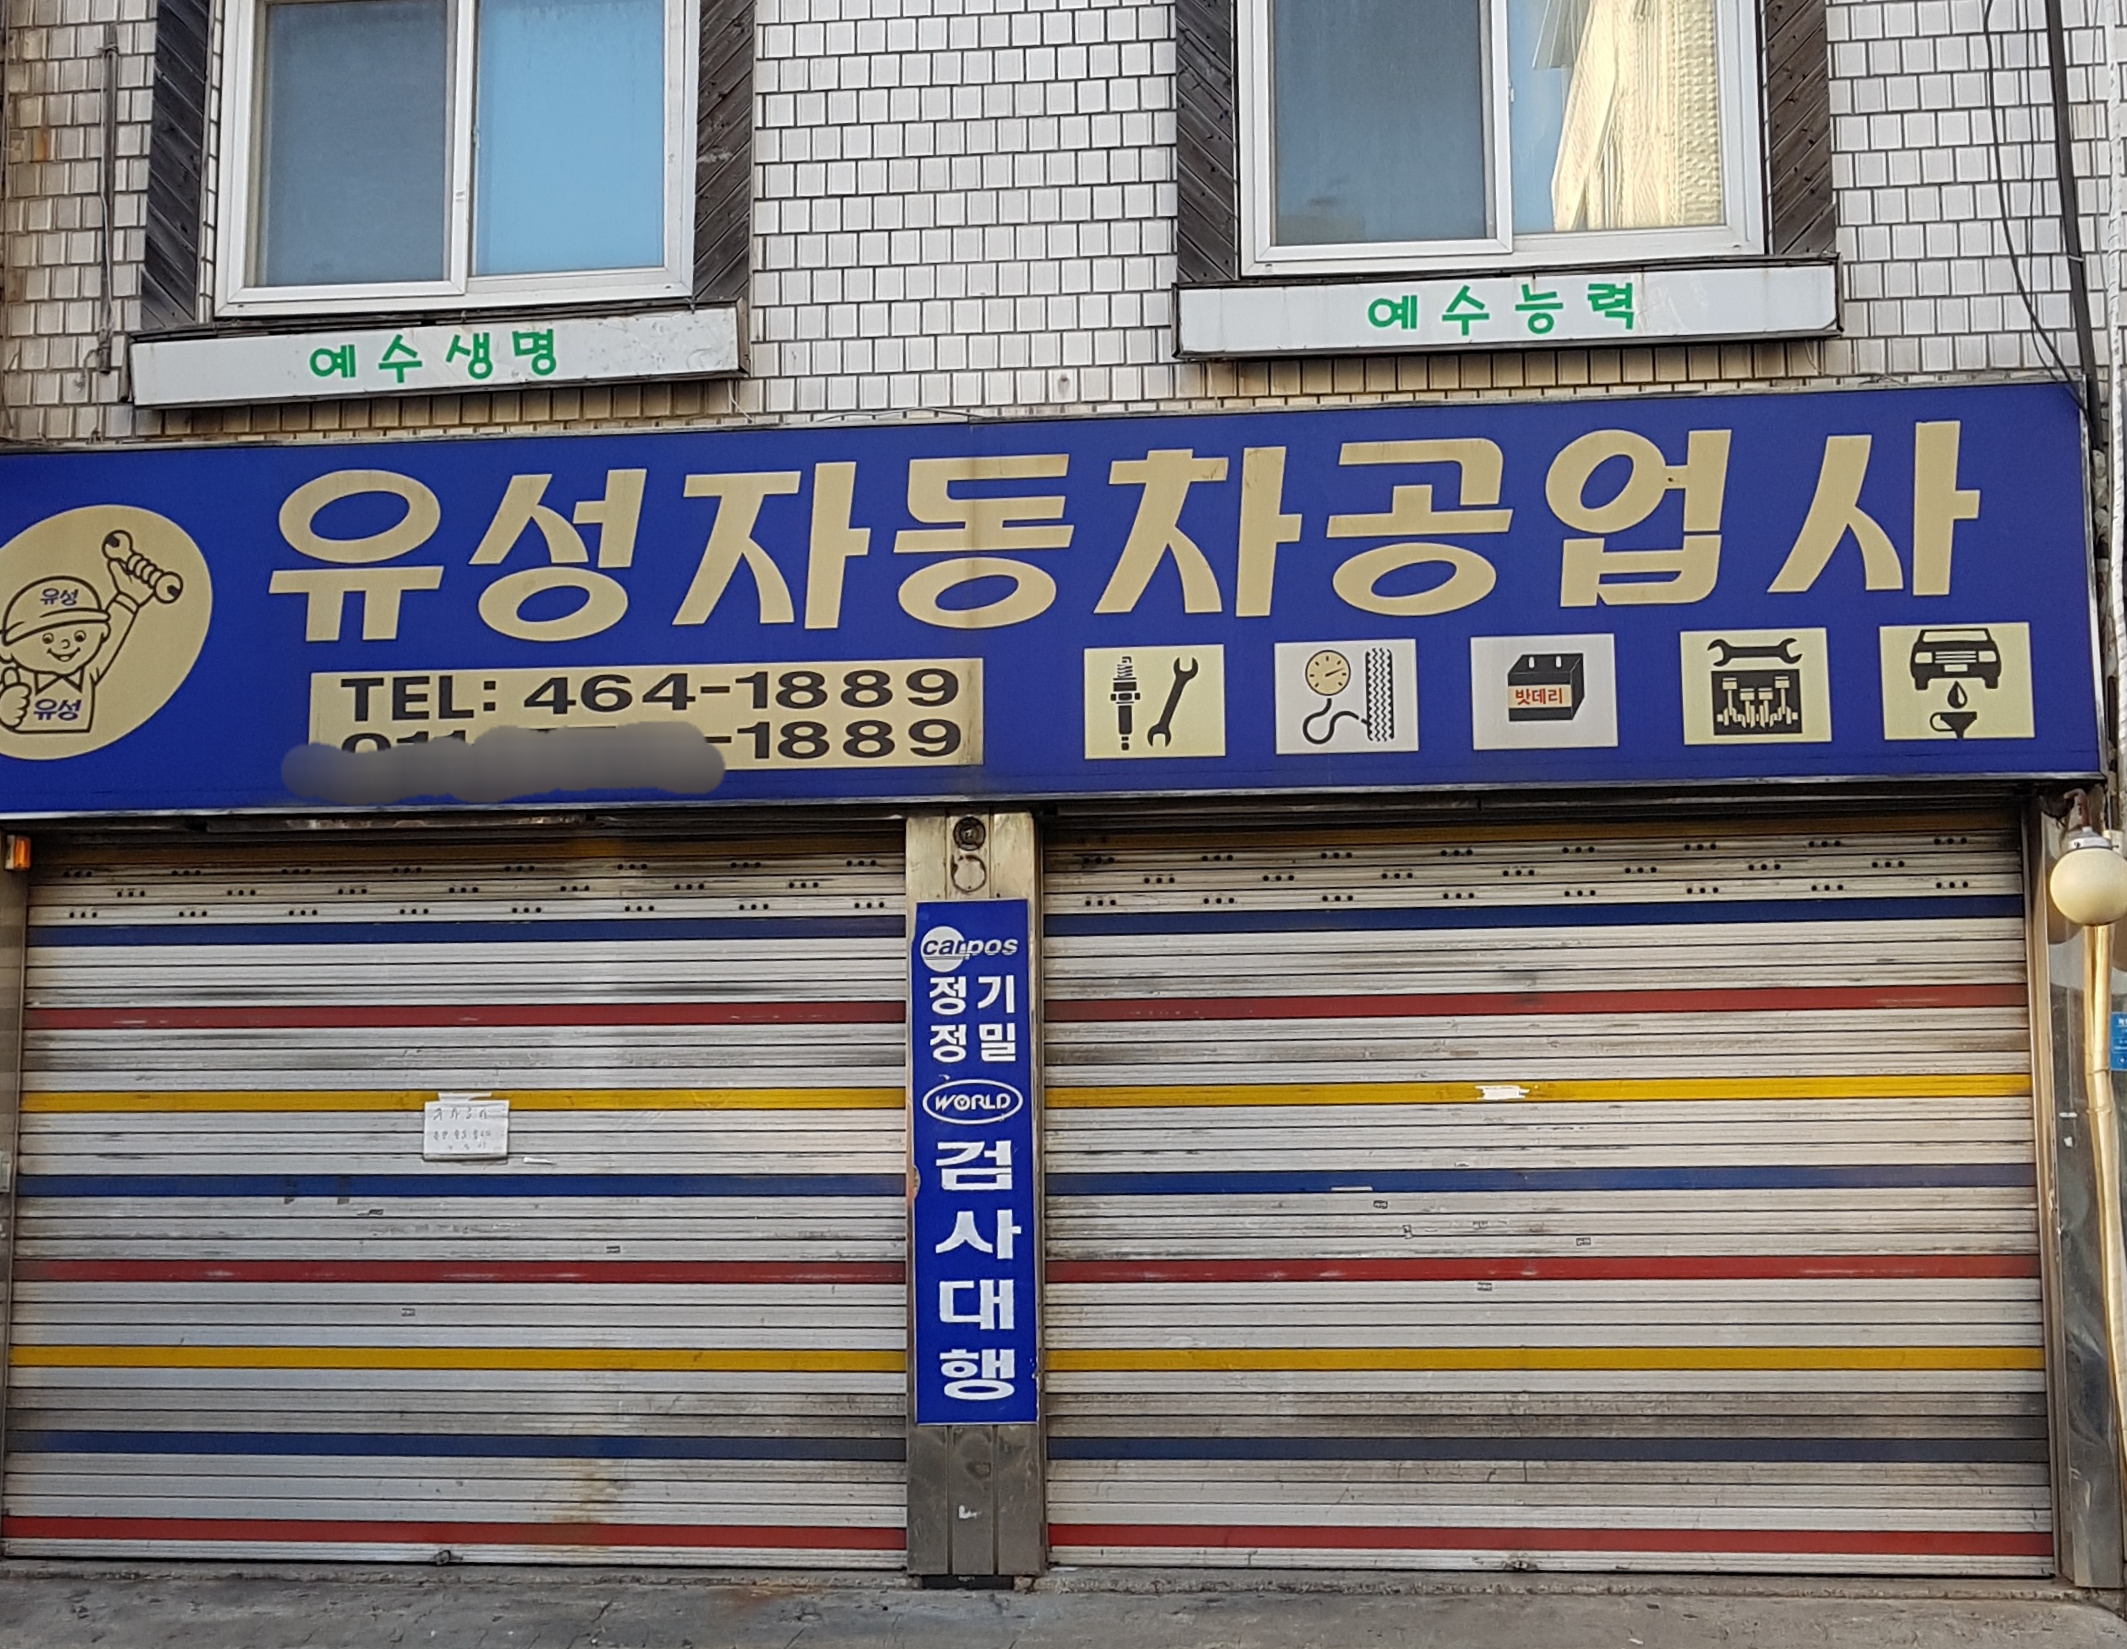 예수생명
예수능력
유성자동차공업사
유성
유성
TEL: 464-1889
-1889
밧데리
carpos
정기
정밀
WORLD
검
사
대
행